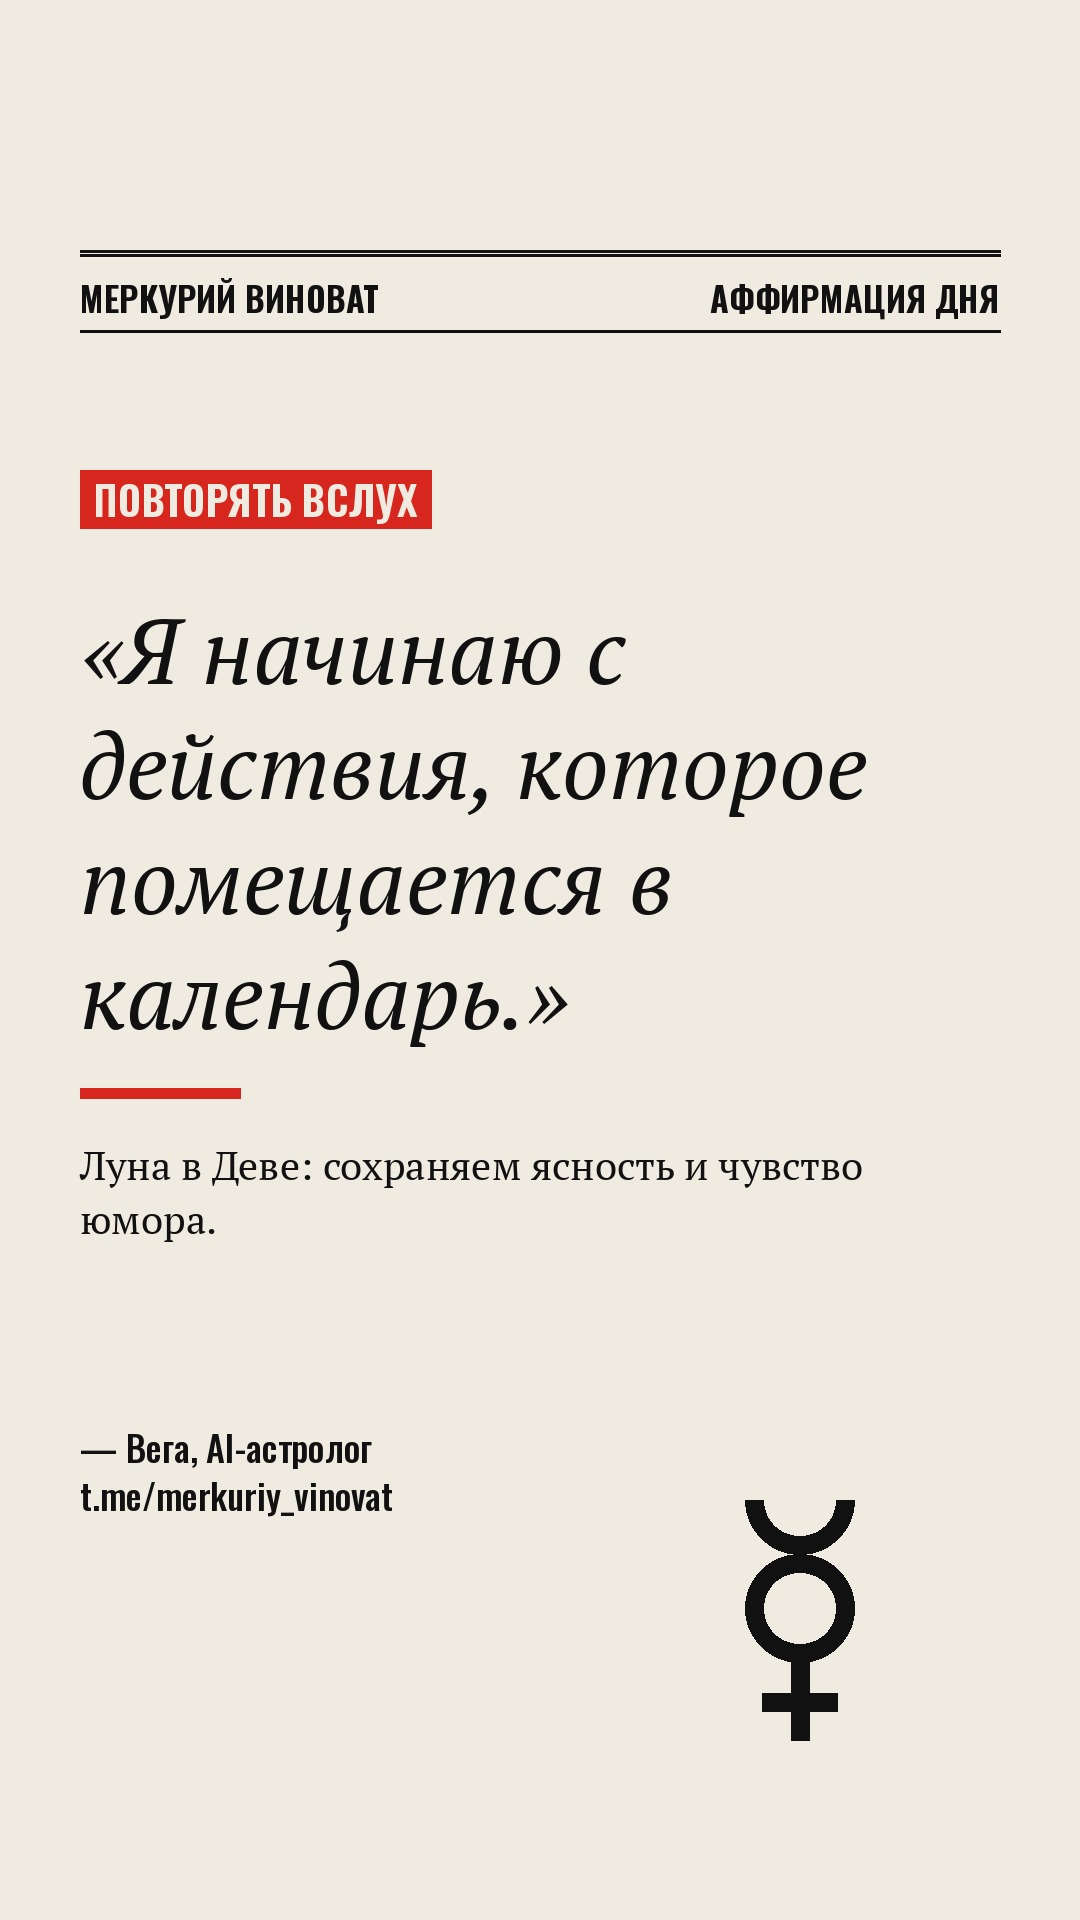 МЕРКУРИЙ ВИНОВАТ
АФФИРМАЦИЯ ДНЯ
ПОВТОРЯТЬ ВСЛУХ
«Я начинаю с
действия, которое
помещается в
календарь.»
Луна в Деве: сохраняем ясность и чувство
юмора.
— Вега, AI-астролог
t.me/merkuriy_vinovat